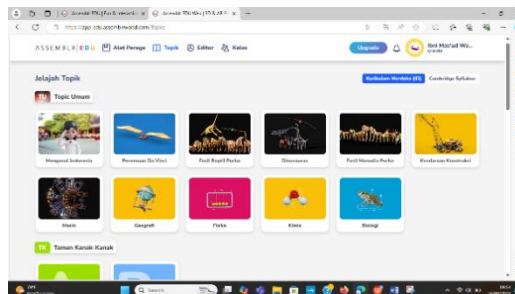 ASSEMBLR EDU
Alat Peraga
Topik
Editor
Kelas
Upgrade
Jelajah Topik
Kurikulum Merdeka (ID)
Cambridge Syllabus
TU Topic Umum
Mengenal Indonesia
Penemuan Da Vinci
Fosil Reptil Purba
Dinosaurus
Fosil Mamalia Purba
Kendaraan Konstruksi
Musik
Geografi
Fisika
Kimia
Biologi
TK Taman Kanak-Kanak
Search